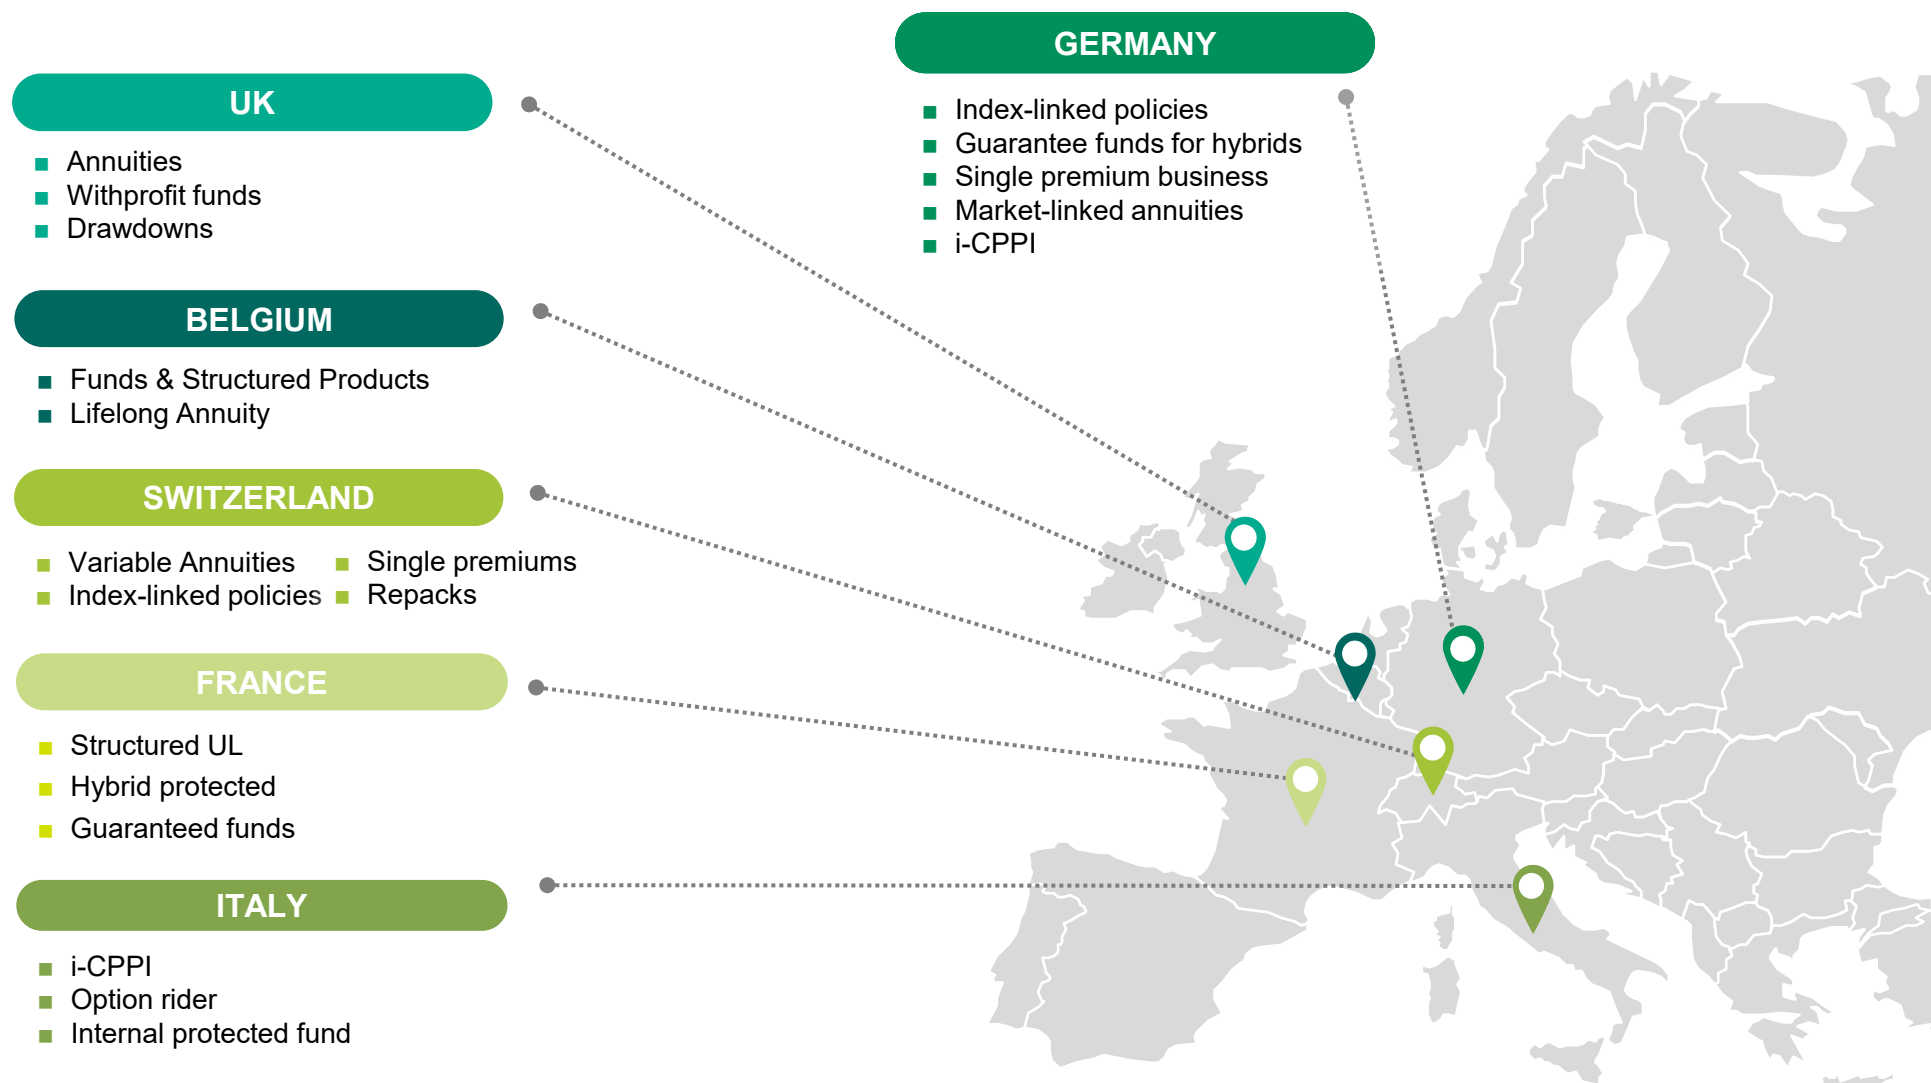 GERMANY
Index-linked policies
Guarantee funds for hybrids
Single premium business
Market-linked annuities
i-CPPI
UK
Annuities
Withprofit funds
Drawdowns
BELGIUM
Funds & Structured Products
Lifelong Annuity
SWITZERLAND
Variable Annuities
Index-linked policies
Single premiums
Repacks
FRANCE
Structured UL
Hybrid protected
Guaranteed funds
ITALY
i-CPPI
Option rider
Internal protected fund